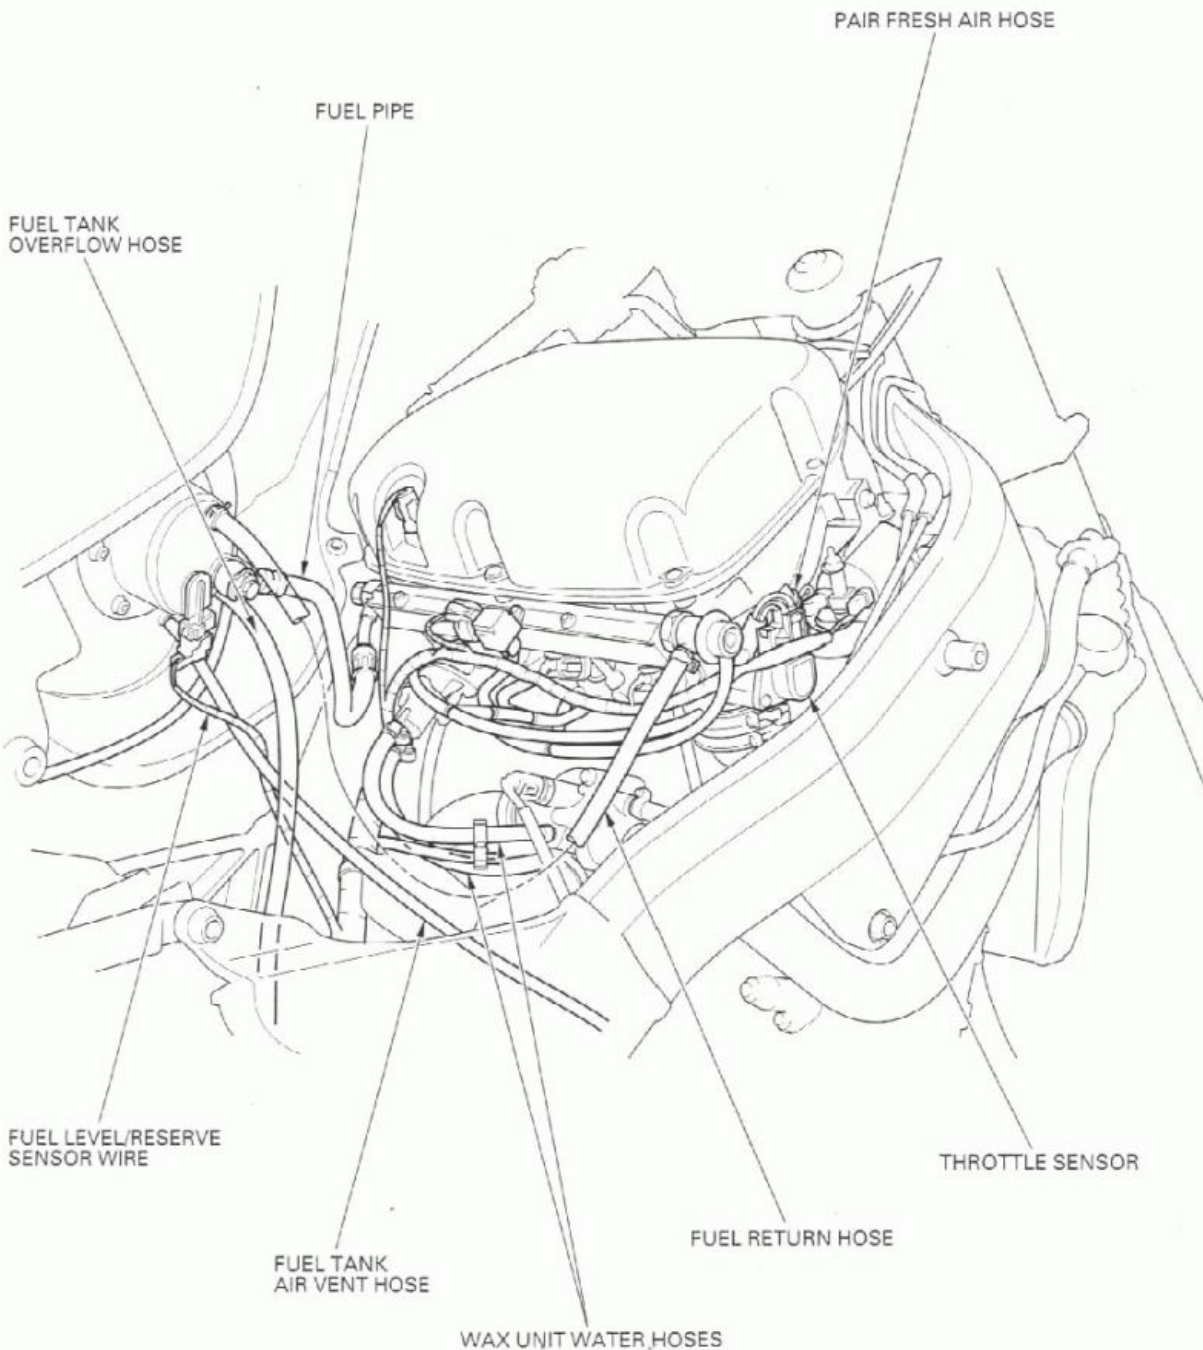 PAIR FRESH AIR HOSE
FUEL PIPE
FUEL TANK
OVERFLOW HOSE
FUEL LEVEL/RESERVE
SENSOR WIRE
THROTTLE SENSOR
FUEL RETURN HOSE
FUEL TANK
AIR VENT HOSE
WAX UNIT WATER HOSES